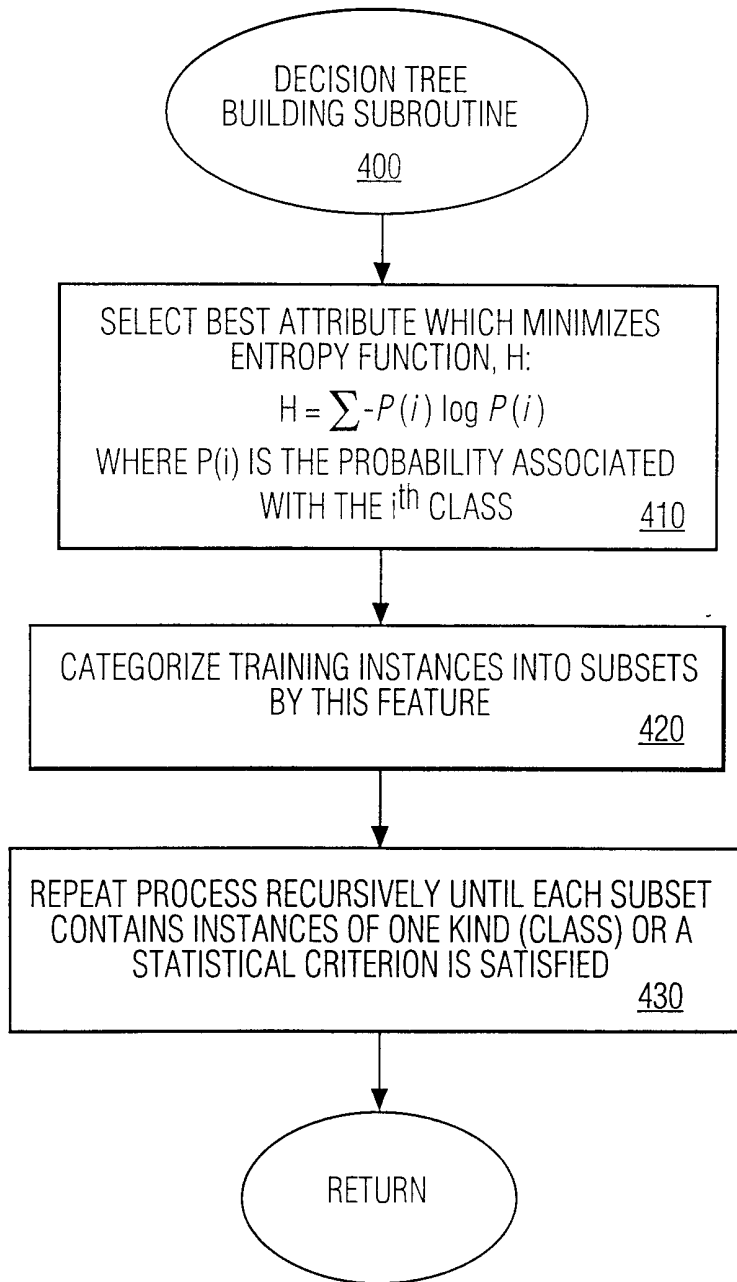 DECISION TREE
BUILDING SUBROUTINE
400
SELECT BEST ATTRIBUTE WHICH MINIMIZES
ENTROPY FUNCTION, H:
H = ∑ -P(i) log P(i)
WHERE P(i) IS THE PROBABILITY ASSOCIATED
WITH THE ith CLASS
410
CATEGORIZE TRAINING INSTANCES INTO SUBSETS
BY THIS FEATURE
420
REPEAT PROCESS RECURSIVELY UNTIL EACH SUBSET
CONTAINS INSTANCES OF ONE KIND (CLASS) OR A
STATISTICAL CRITERION IS SATISFIED
430
RETURN